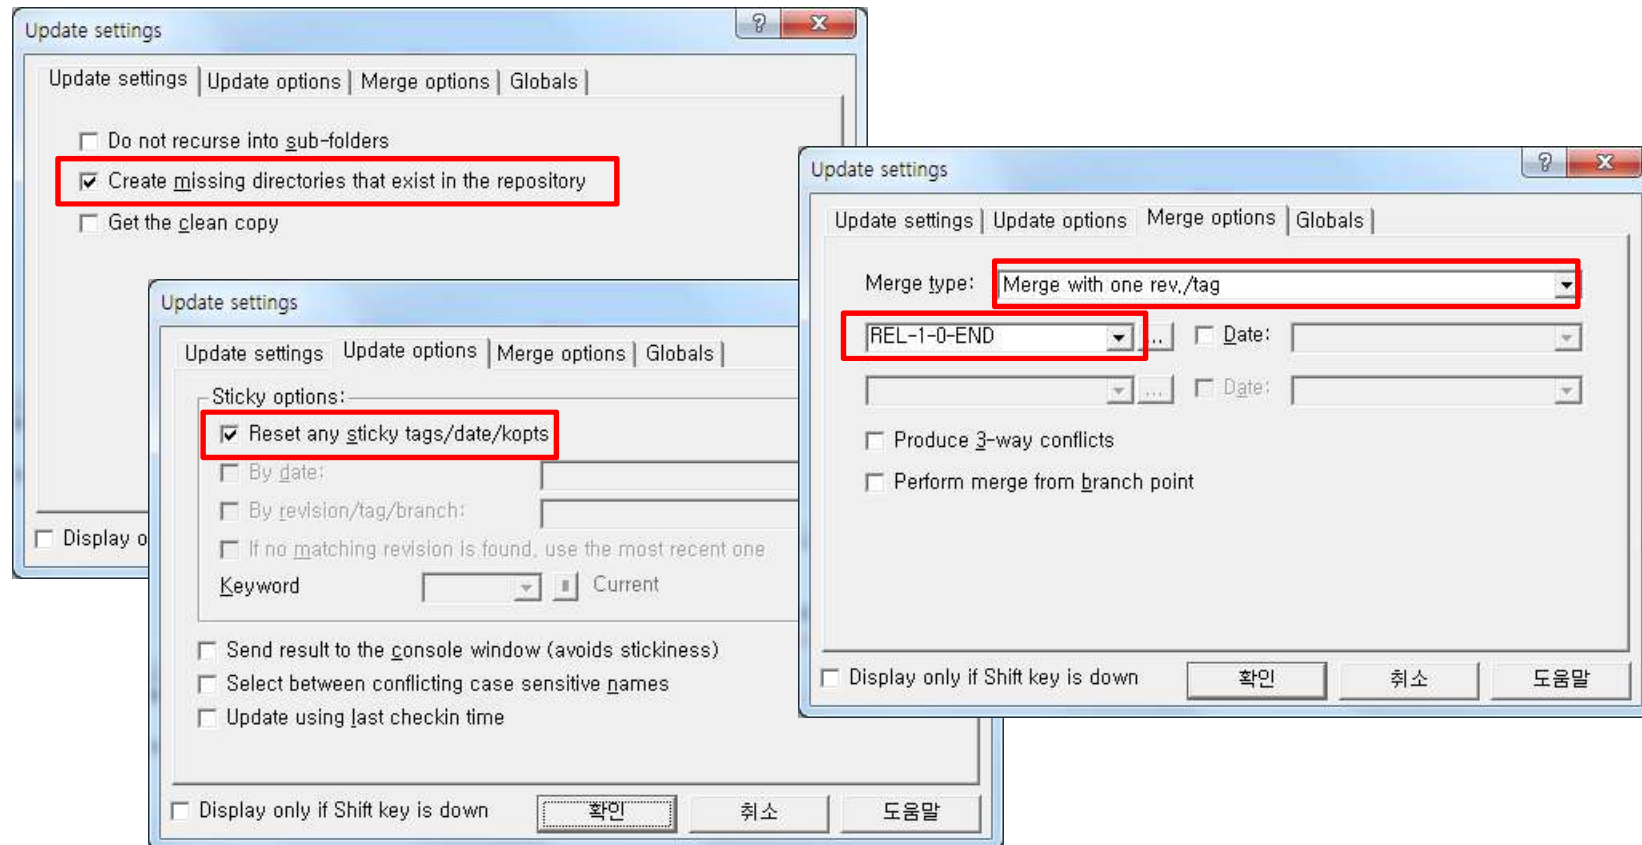 Update settings
Update settings Update options Merge options Globals
Do not recurse into sub-folders
Create missing directories that exist in the repository
Get the clean copy
Display o
Update settings
Update settings Update options Merge options Globals
Sticky options:
Reset any sticky tags/date/kopts
By date:
By revision/tag/branch:
If no matching revision is found, use the most recent one
Keyword Current
Send result to the console window (avoids stickiness)
Select between conflicting case sensitive names
Update using last checkin time
Display only if Shift key is down 확인 취소 도움말
Update settings
Update settings Update options Merge options Globals
Merge type: Merge with one rev./tag
REL-1-0-END ... Date:
... Date:
Produce 3-way conflicts
Perform merge from branch point
Display only if Shift key is down 확인 취소 도움말